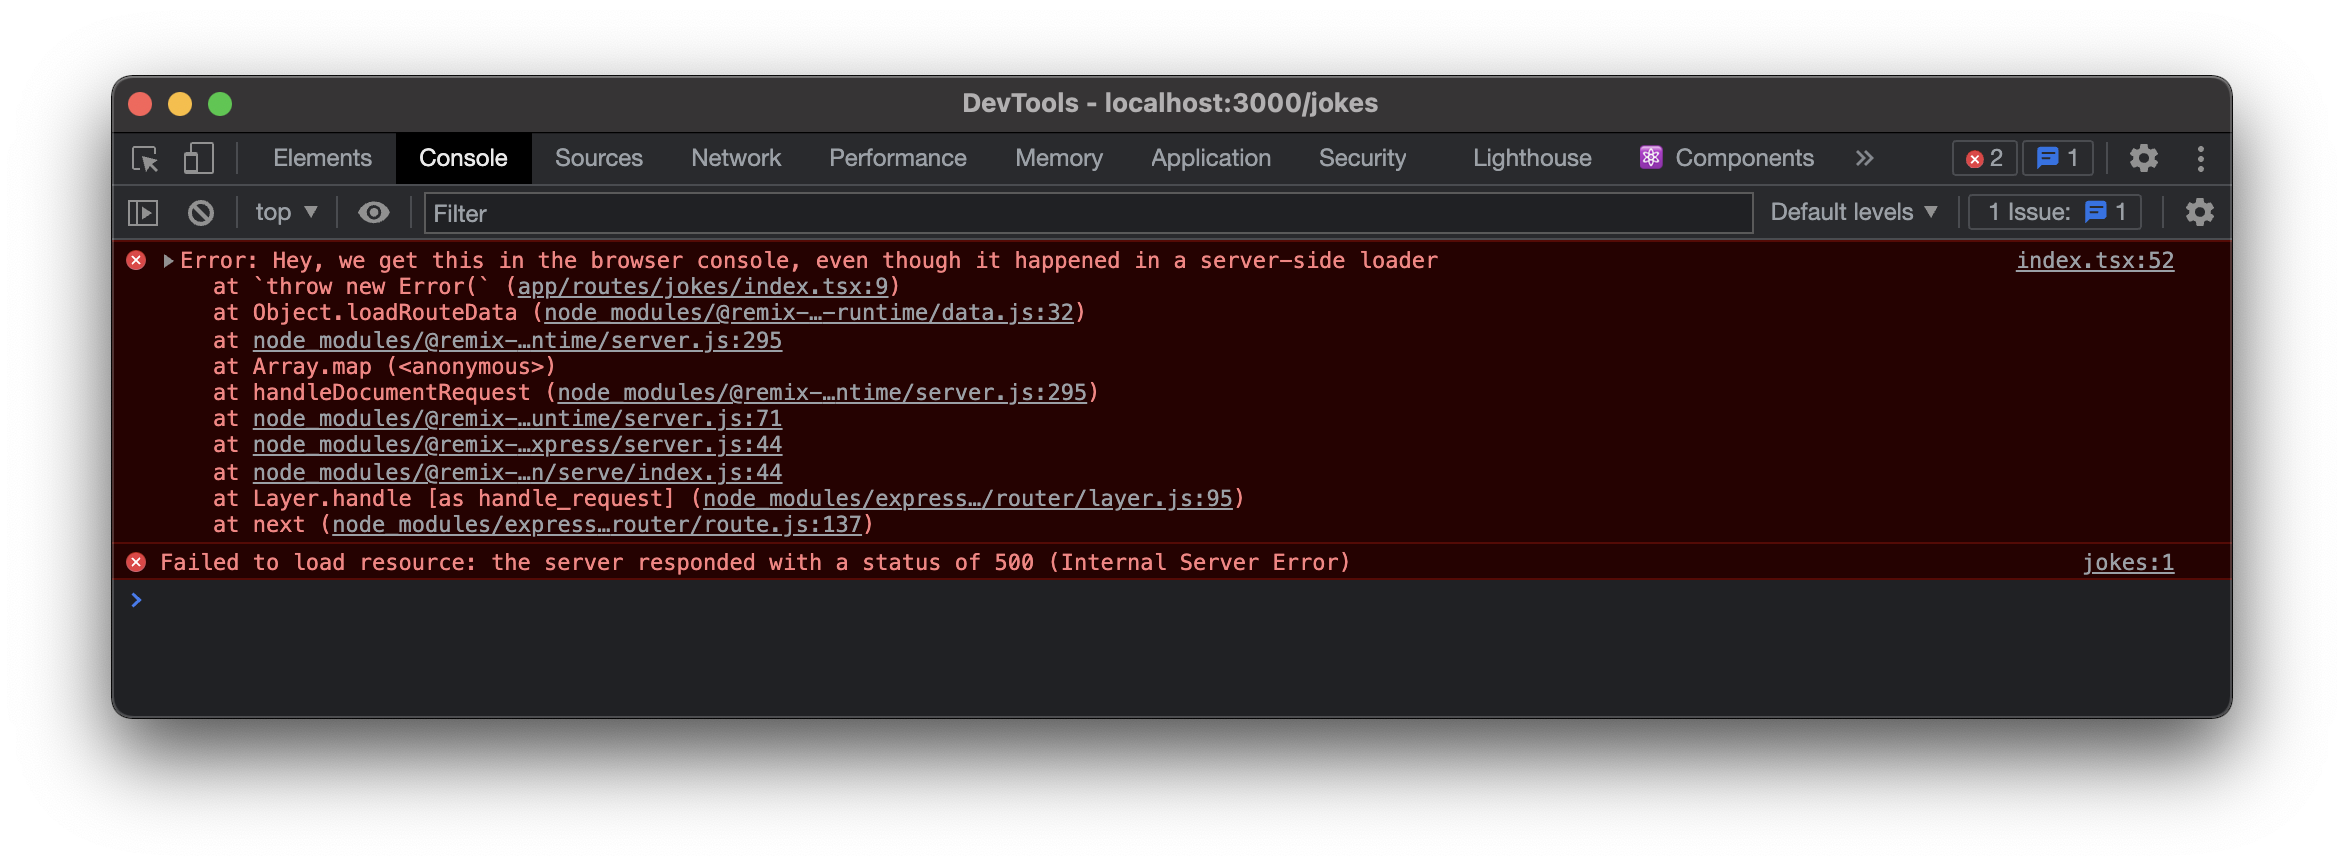 DevTools - localhost:3000/jokes
Elements Console Sources Network Performance Memory Application Security Lighthouse Components » 2 1
top ▼ Filter Default levels ▼ 1 Issue: 1
Error: Hey, we get this in the browser console, even though it happened in a server-side loader index.tsx:52
at `throw new Error(` (app/routes/jokes/index.tsx:9)
at Object.loadRouteData (node_modules/@remix-…-runtime/data.js:32)
at node_modules/@remix-…ntime/server.js:295
at Array.map (<anonymous>)
at handleDocumentRequest (node_modules/@remix-…ntime/server.js:295)
at node_modules/@remix-…untime/server.js:71
at node_modules/@remix-…xpress/server.js:44
at node_modules/@remix-…n/serve/index.js:44
at Layer.handle [as handle_request] (node_modules/express…/router/layer.js:95)
at next (node_modules/express…router/route.js:137)
Failed to load resource: the server responded with a status of 500 (Internal Server Error) jokes:1